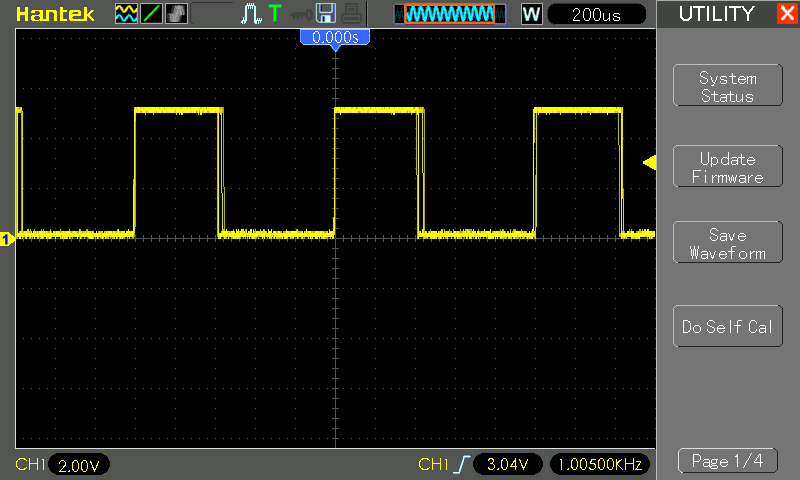 Hantek
T
W
200us
UTILITY
0.000s
System
Status
Update
Firmware
1
Save
Waveform
Do Self Cal
CH1
2.00V
CH1
3.04V
1.00500KHz
Page 1/4